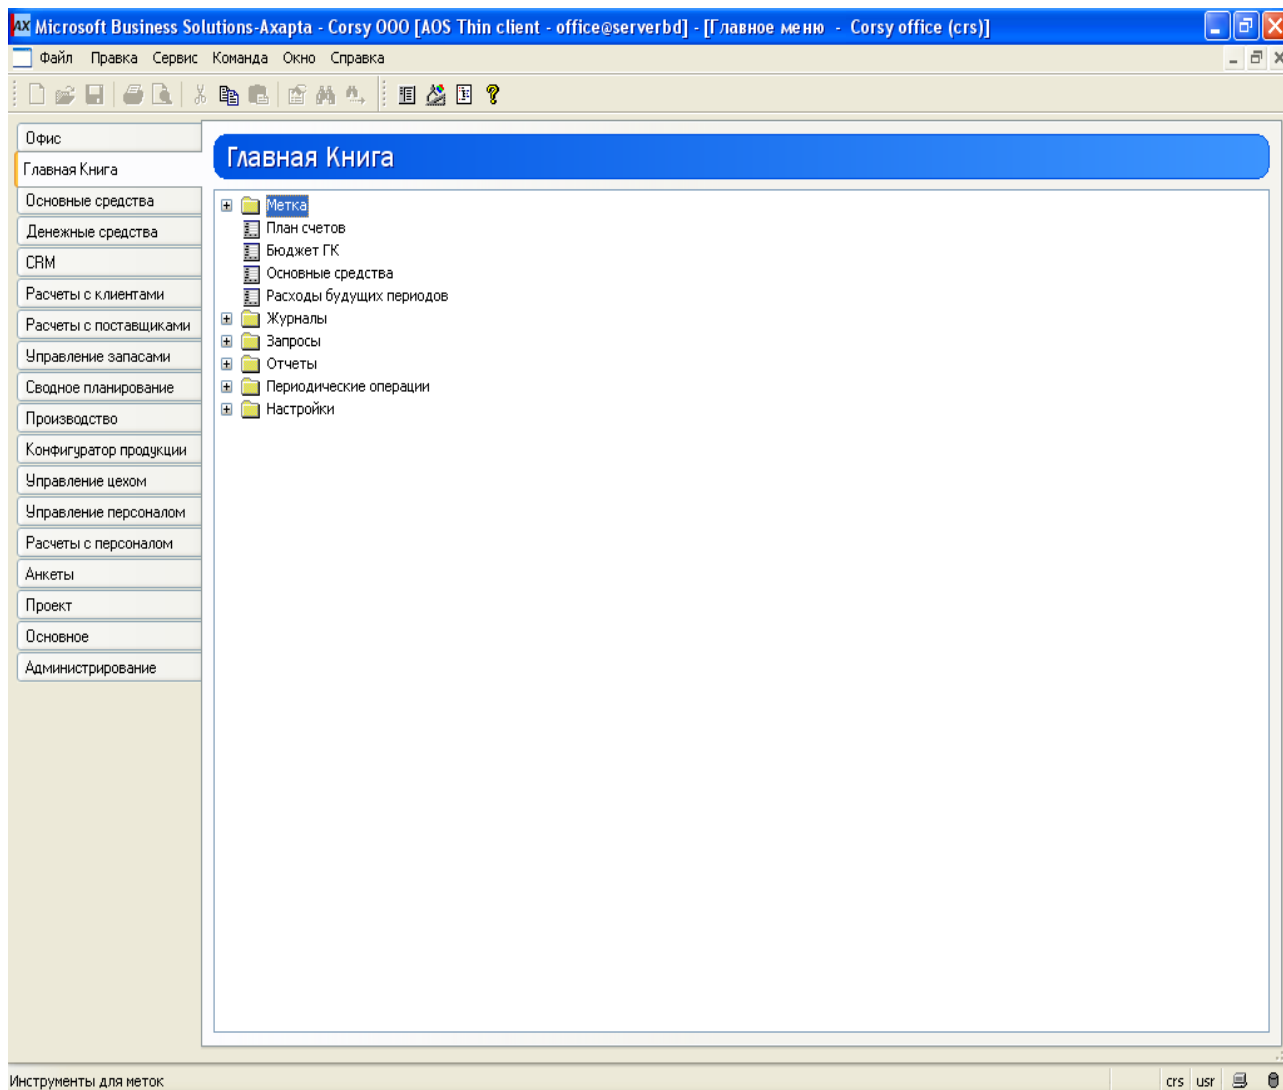 Microsoft Business Solutions-Axapta - Corsy ООО [AOS Thin client - office@serverbd] - [Главное меню - Corsy office (crs)]
Файл Правка Сервис Команда Окно Справка
Офис
Главная Книга
Основные средства
Денежные средства
CRM
Расчеты с клиентами
Расчеты с поставщиками
Управление запасами
Сводное планирование
Производство
Конфигуратор продукции
Управление цехом
Управление персоналом
Расчеты с персоналом
Анкеты
Проект
Основное
Администрирование
Главная Книга
Метка
План счетов
Бюджет ГК
Основные средства
Расходы будущих периодов
Журналы
Запросы
Отчеты
Периодические операции
Настройки
Инструменты для меток
crs usr